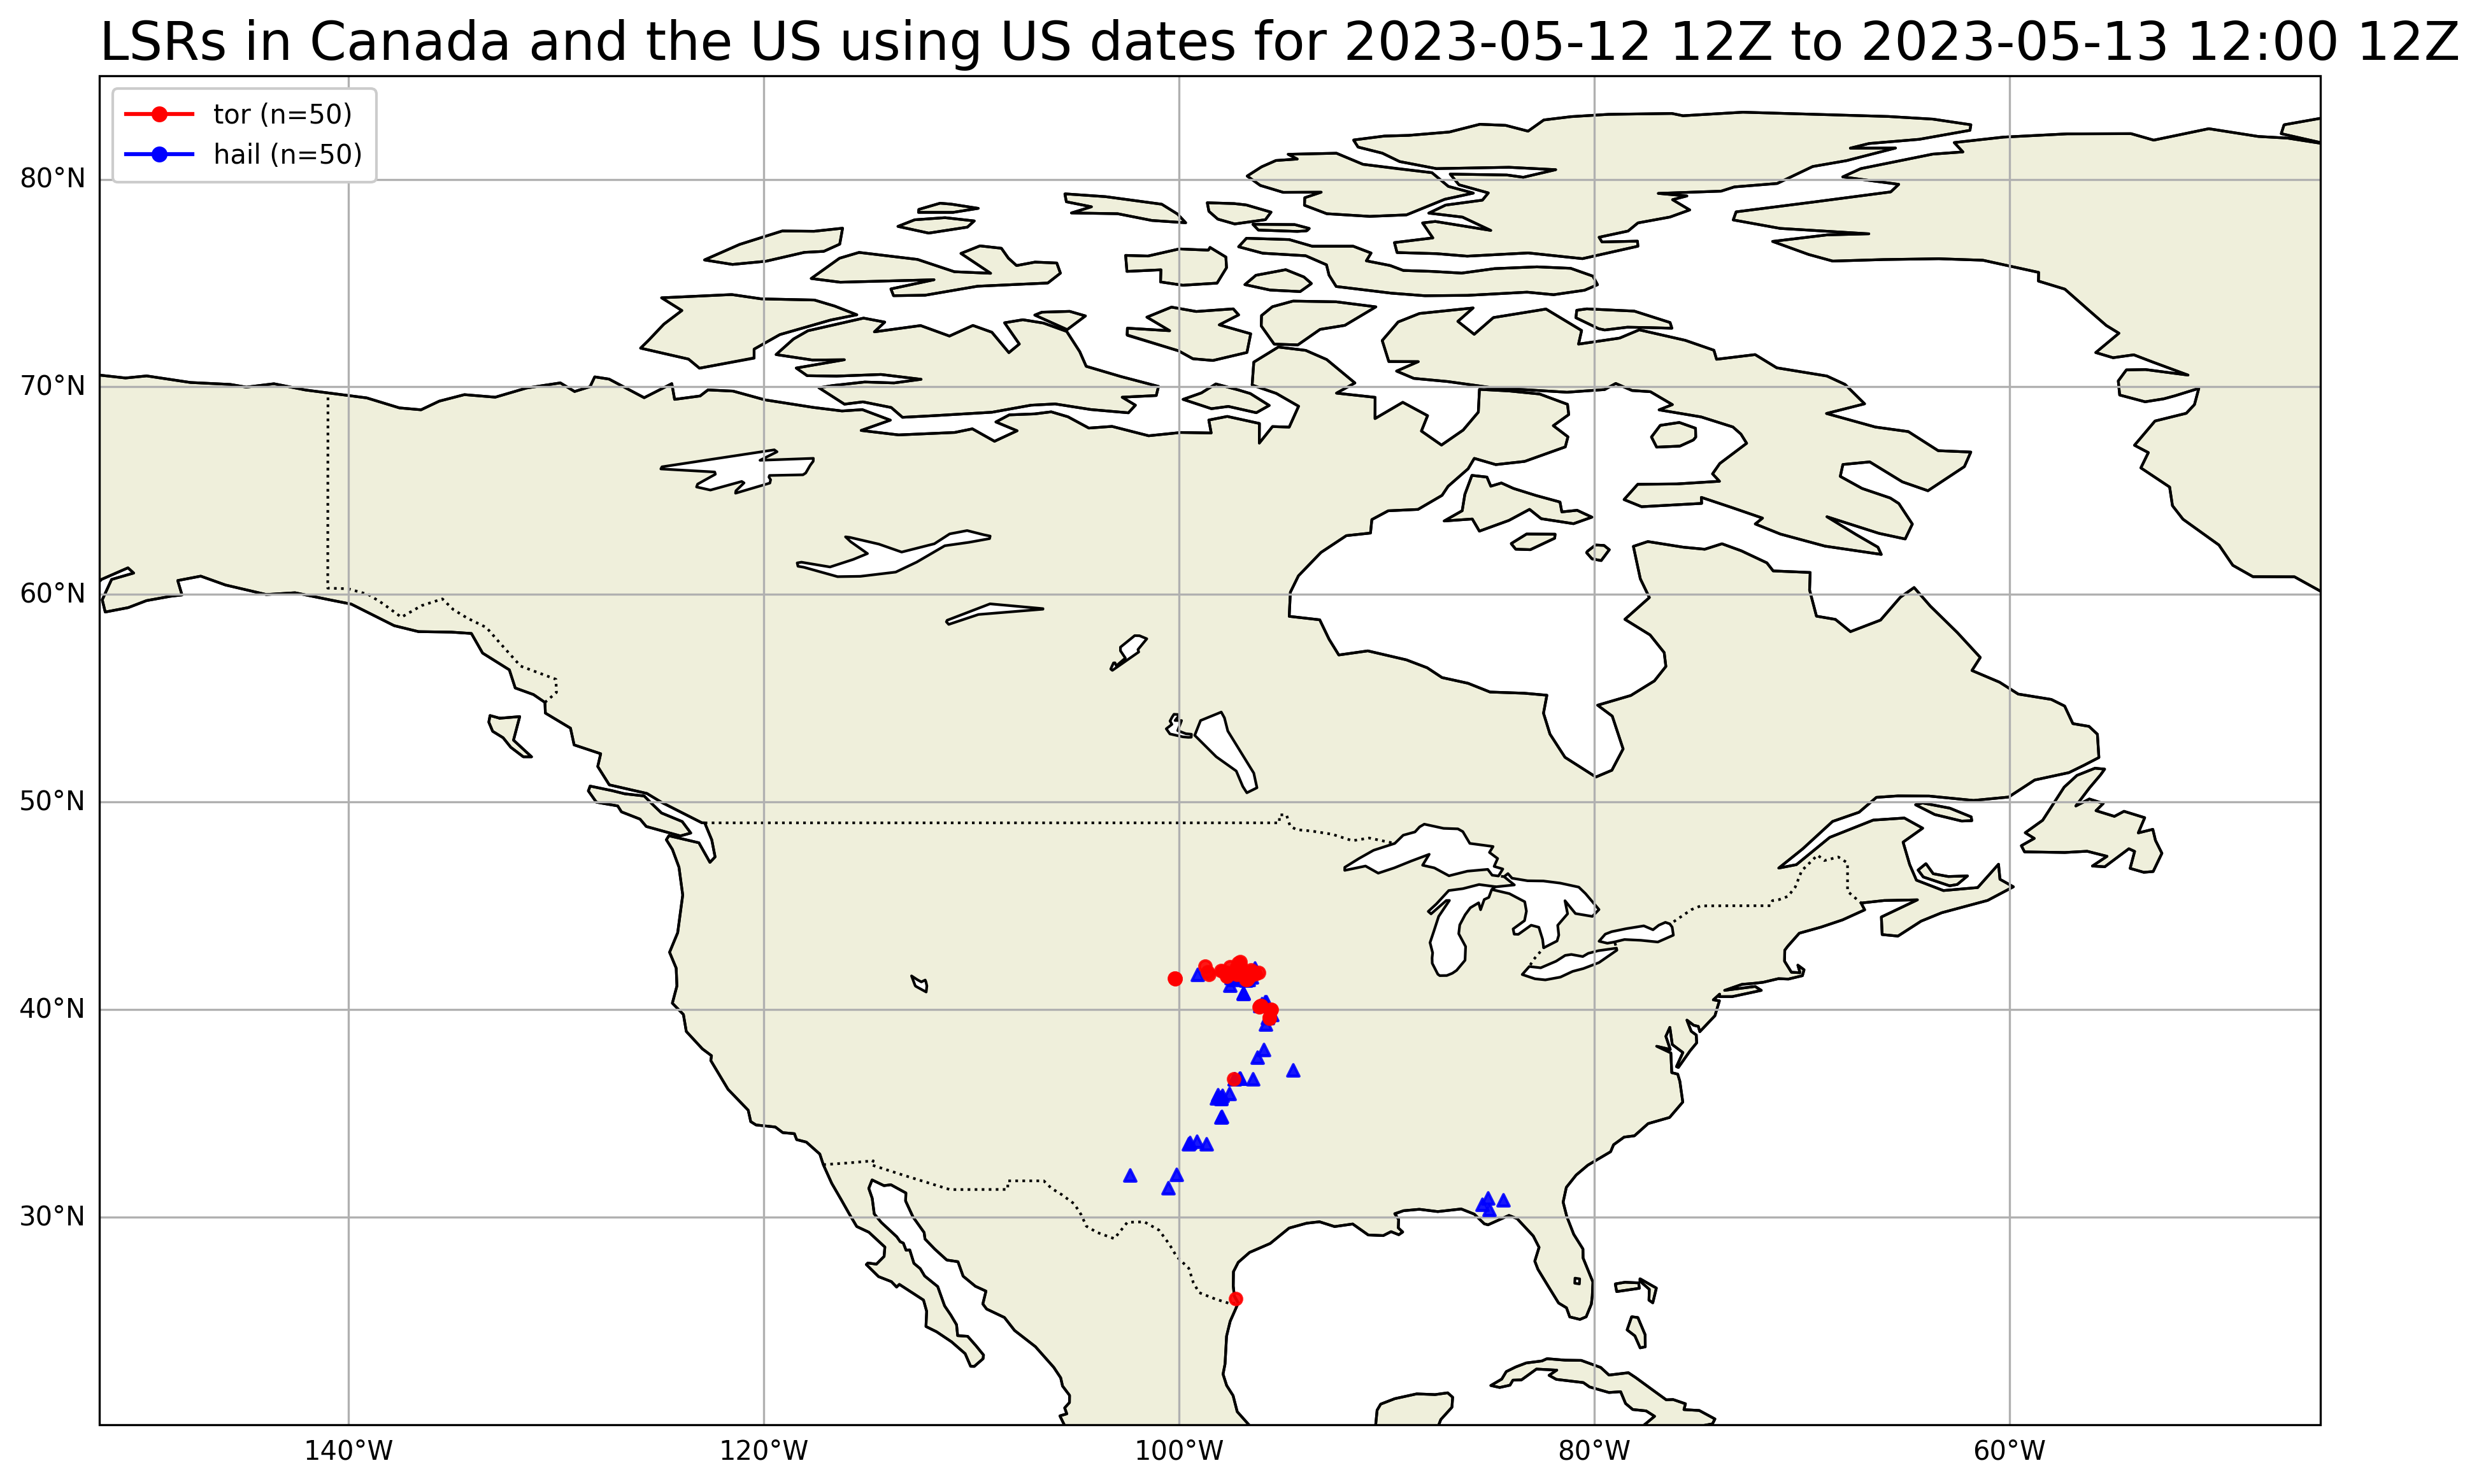 LSRs in Canada and the US using US dates for 2023-05-12 12Z to 2023-05-13 12:00 12Z
tor (n=50)
hail (n=50)
80°N
70°N
60°N
50°N
40°N
30°N
140°W 120°W 100°W 80°W 60°W